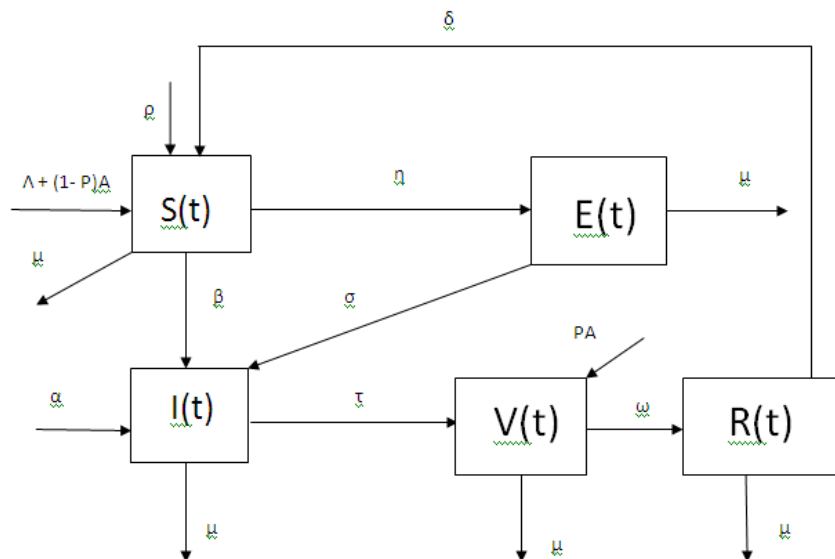 δ
ρ
Λ + (1- P)A
S(t)
η
E(t)
μ
μ
β
σ
PA
α
I(t)
τ
V(t)
ω
R(t)
μ
μ
μ